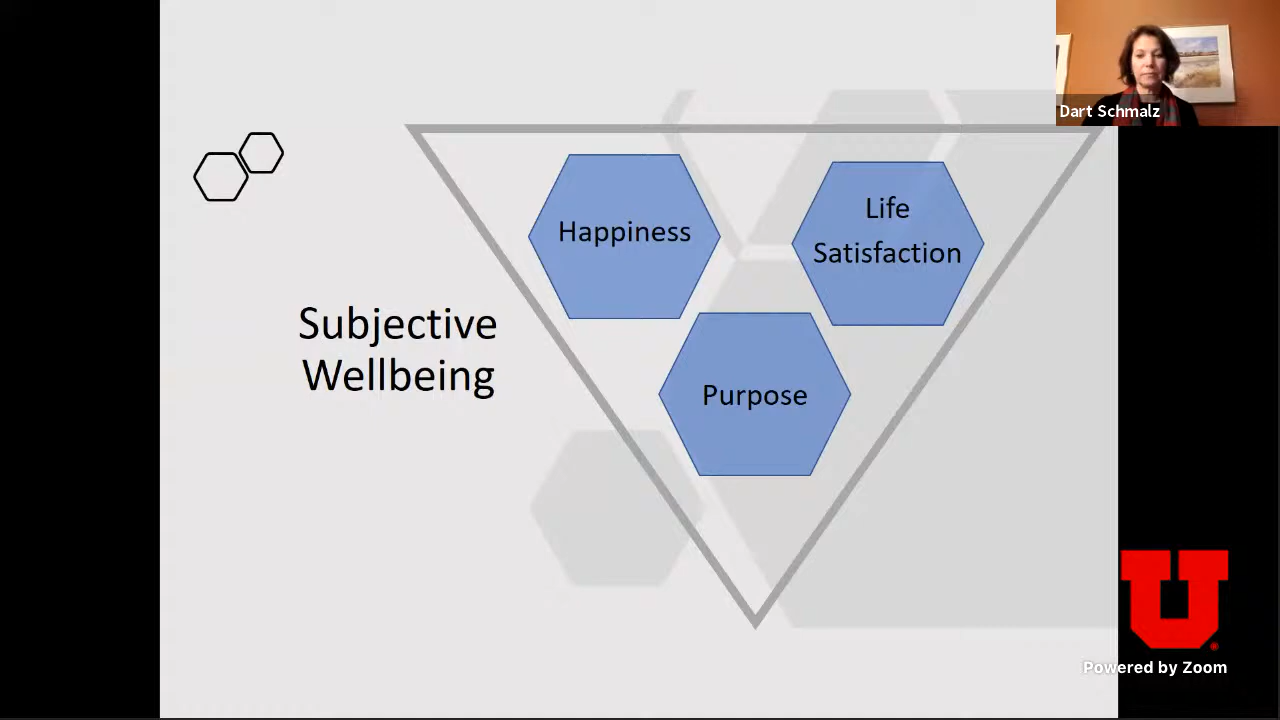 Dart Schmalz
Happiness
Life
Satisfaction
Subjective
Wellbeing
Purpose
U
Powered by Zoom